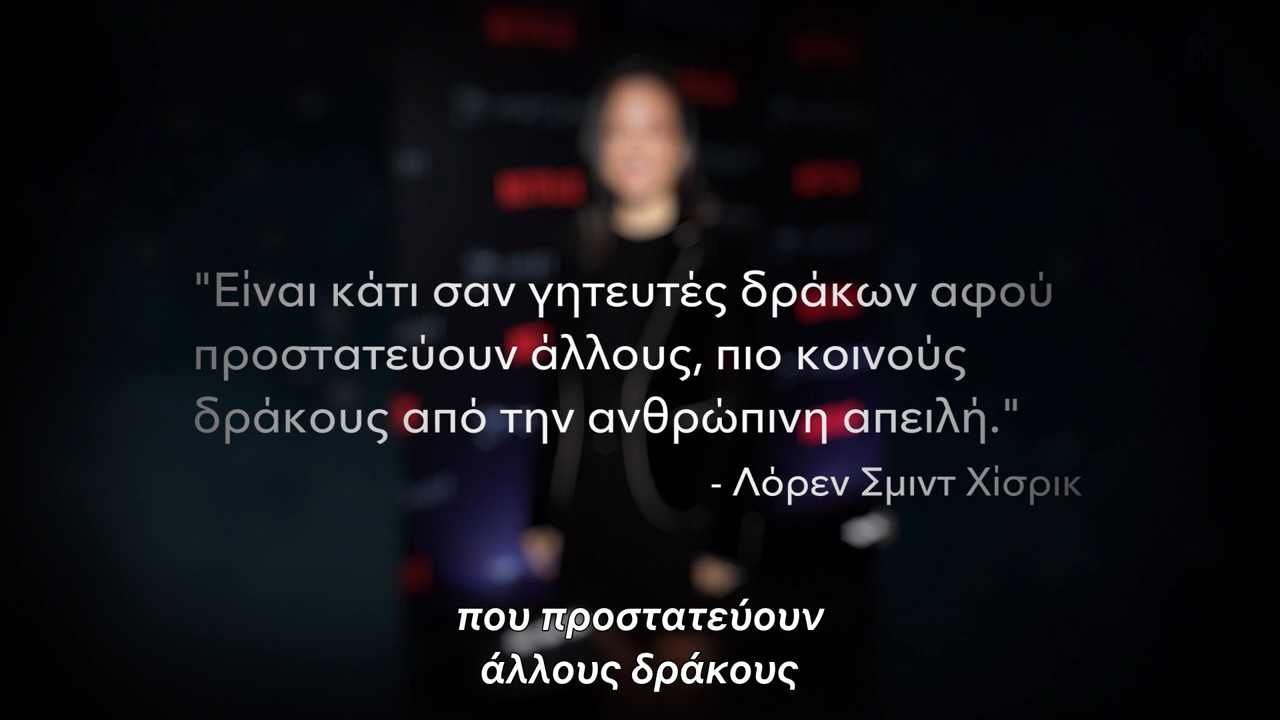 "Είναι κάτι σαν γητευτές δράκων αφού
προστατεύουν άλλους, πιο κοινούς
δράκους από την ανθρώπινη απειλή."
- Λόρεν Σμιντ Χίσρικ
που προστατεύουν
άλλους δράκους